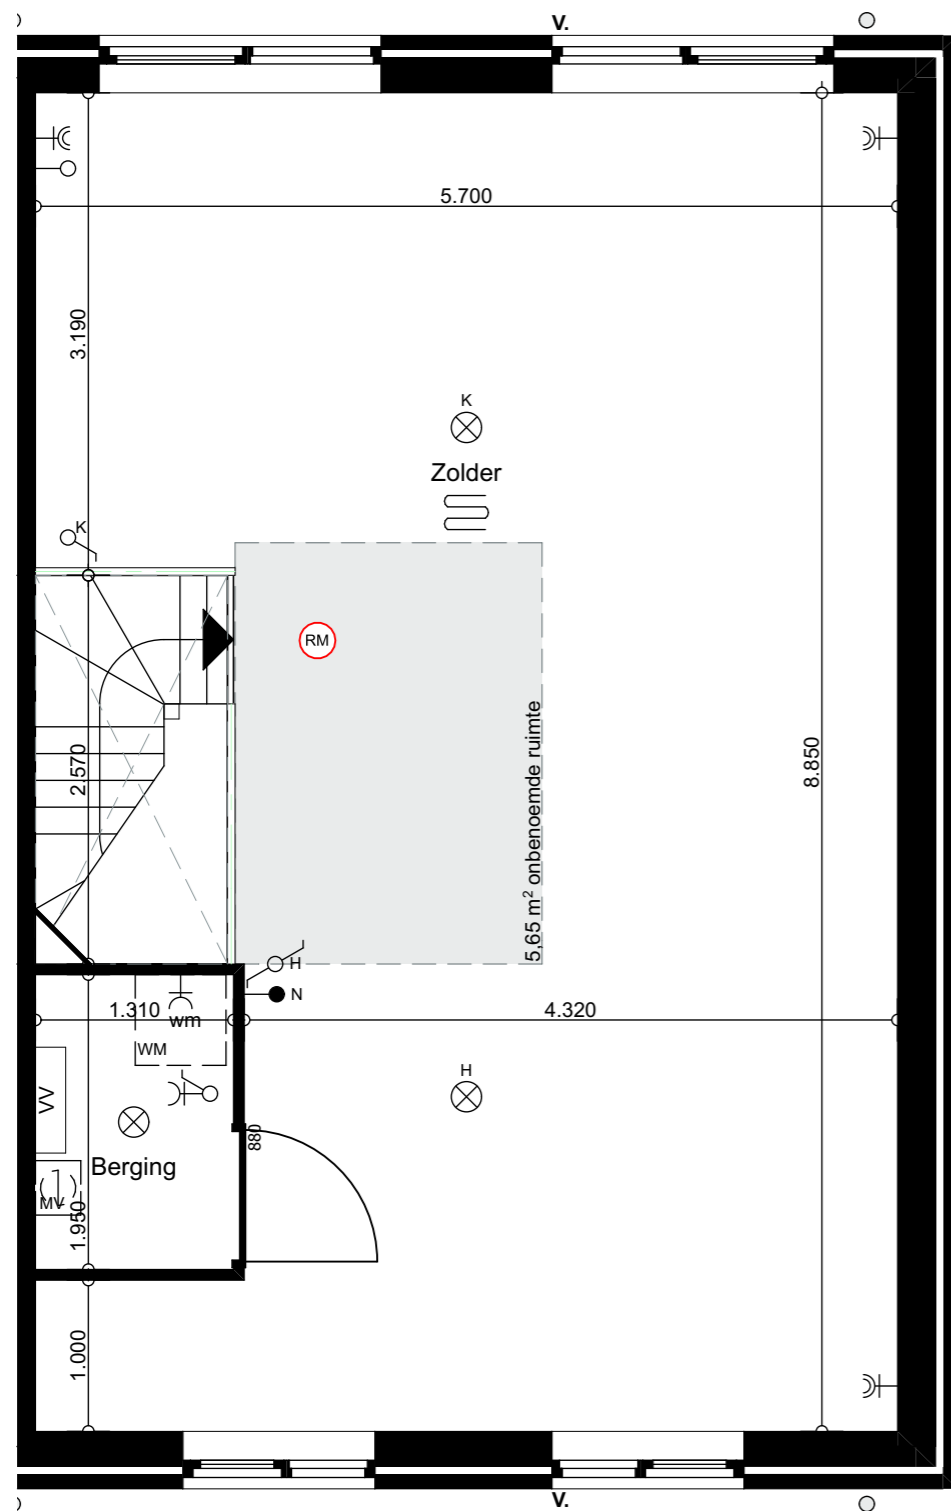 V.
5.700
3.190
K
Zolder
K
RM
2.570
5,65 m² onbenoemde ruimte
8.850
H
N
1.310
wm
4.320
WM
VV
H
880
Berging
MV
1.950
1.000
V.